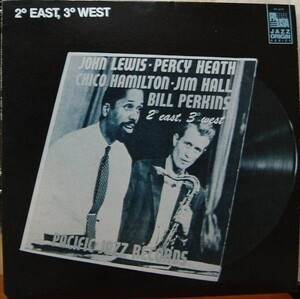 2° EAST, 3° WEST
JAZZ
JOHN LEWIS · PERCY HEATH
CHICO HAMILTON · JIM HALL
BILL PERKINS
2° east, 3° west
PACIFIC JAZZ RECORDS